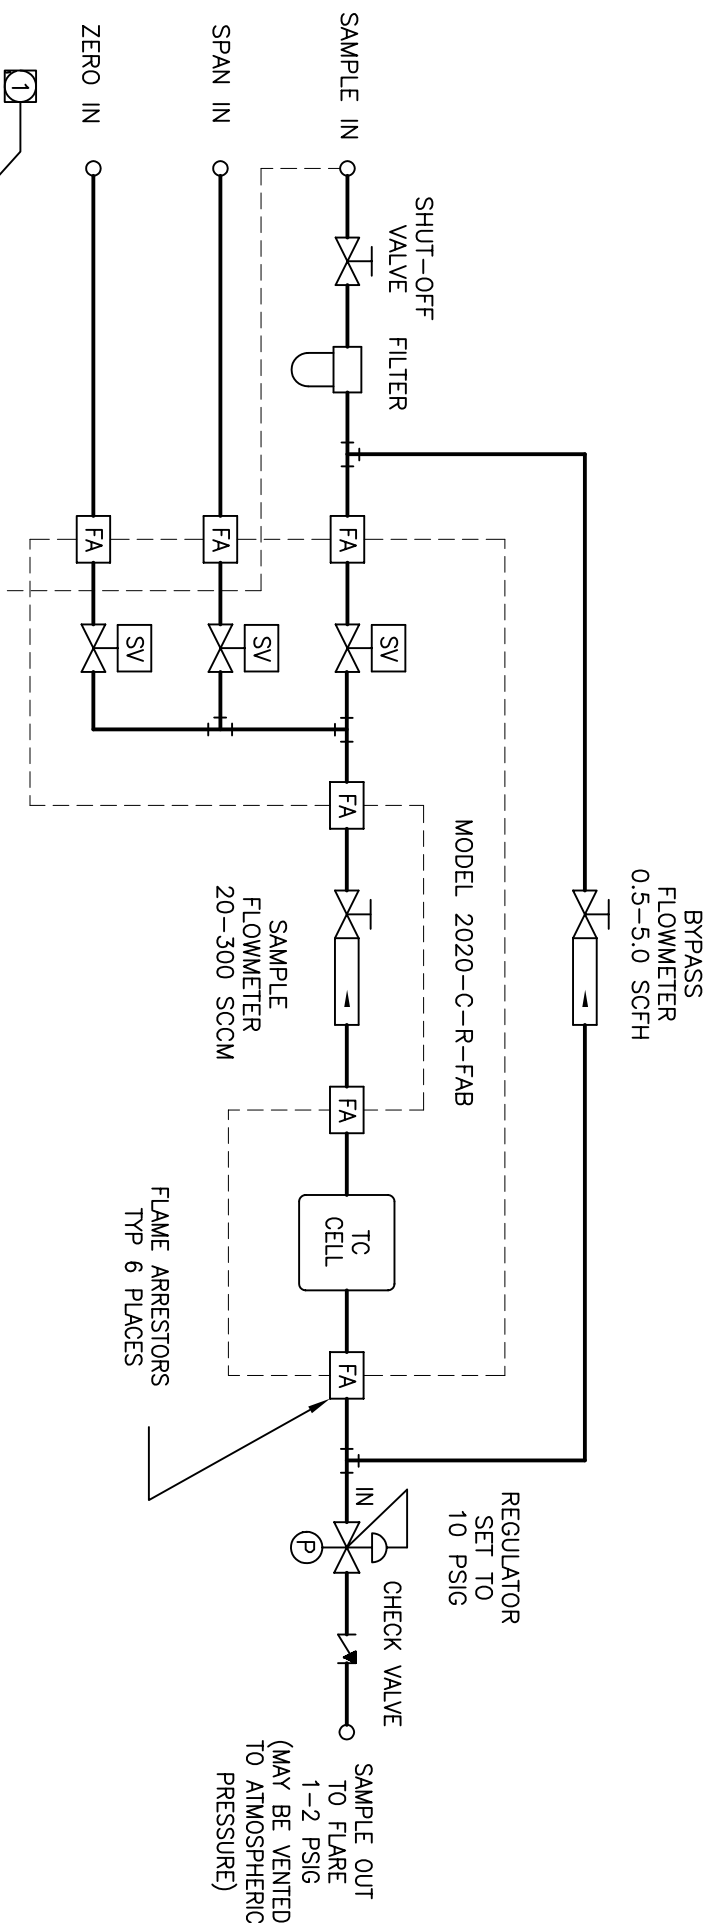 SAMPLE IN
SPAN IN
ZERO IN
1
SHUT-OFF
VALVE
FILTER
FA
FA
FA
SV
SV
SV
FA
BYPASS
FLOWMETER
0.5-5.0 SCFH
MODEL 2020-C-R-FAB
SAMPLE
FLOWMETER
20-300 SCCM
FA
TC
CELL
FLAME ARRESTORS
TYP 6 PLACES
FA
IN
P
REGULATOR
SET TO
10 PSIG
CHECK VALVE
SAMPLE OUT
TO FLARE
1-2 PSIG
(MAY BE VENTED
TO ATMOSPHERIC
PRESSURE)